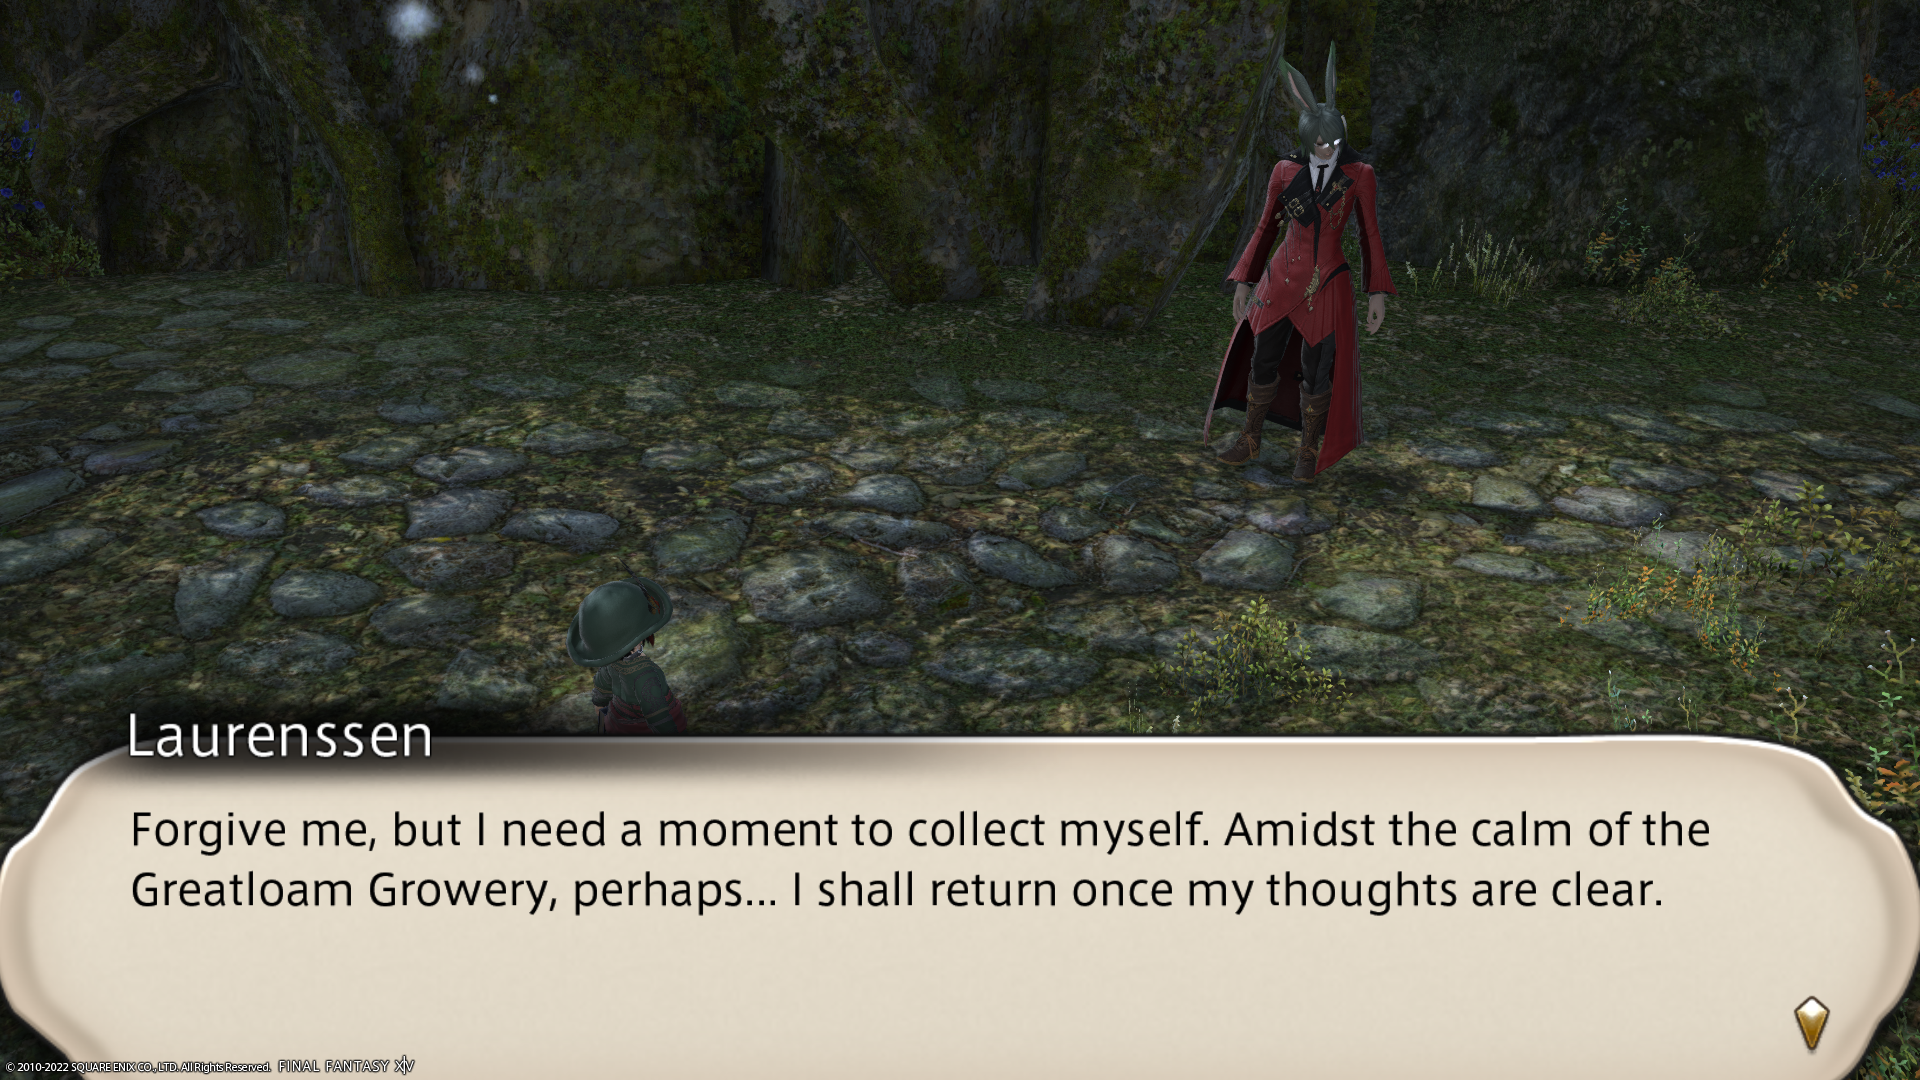 Laurenssen
Forgive me, but I need a moment to collect myself. Amidst the calm of the
Greatloam Growery, perhaps... I shall return once my thoughts are clear.
© 2010-2022 SQUARE ENIX CO., LTD. All Rights Reserved. FINAL FANTASY XIV